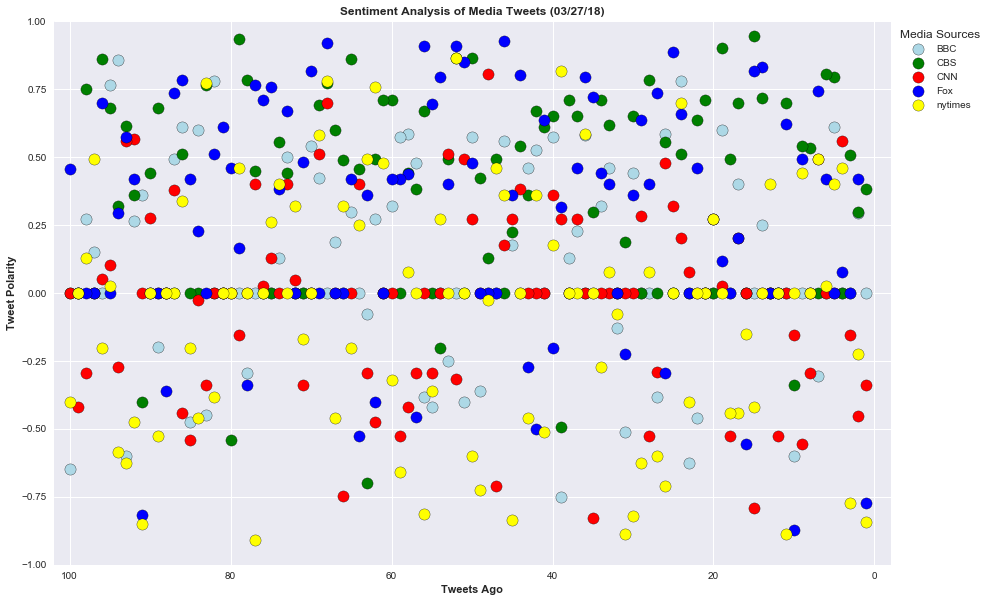 Sentiment Analysis of Media Tweets (03/27/18)
Media Sources
BBC
CBS
CNN
Fox
nytimes
Tweet Polarity
1.00
0.75
0.50
0.25
0.00
−0.25
−0.50
−0.75
−1.00
100 80 60 40 20 0
Tweets Ago